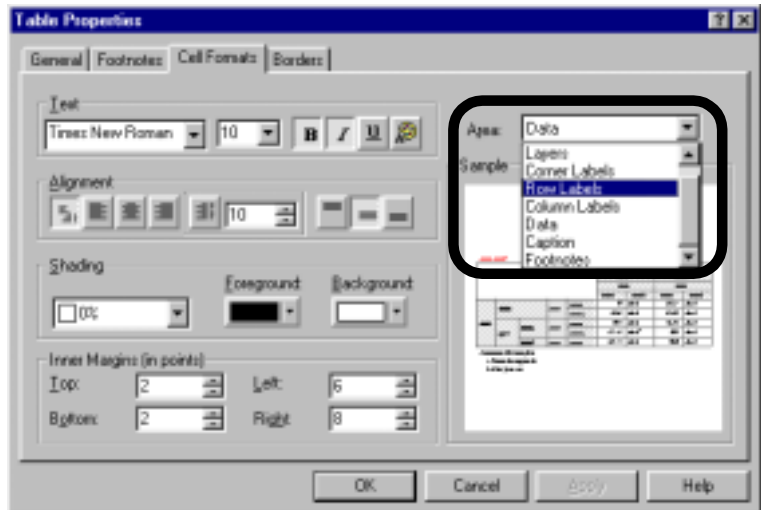 Table Properties
General Footnotes Cell Formats Borders
Text
Times New Roman 10 B I U
Area: Data
Layers
Corner Labels
Row Labels
Column Labels
Data
Caption
Footnotes
Sample
Alignment
10
Shading
Foreground: Background:
0%
Inner Margins (in points)
Top: 2 Left: 6
Bottom: 2 Right: 8
OK Cancel Apply Help